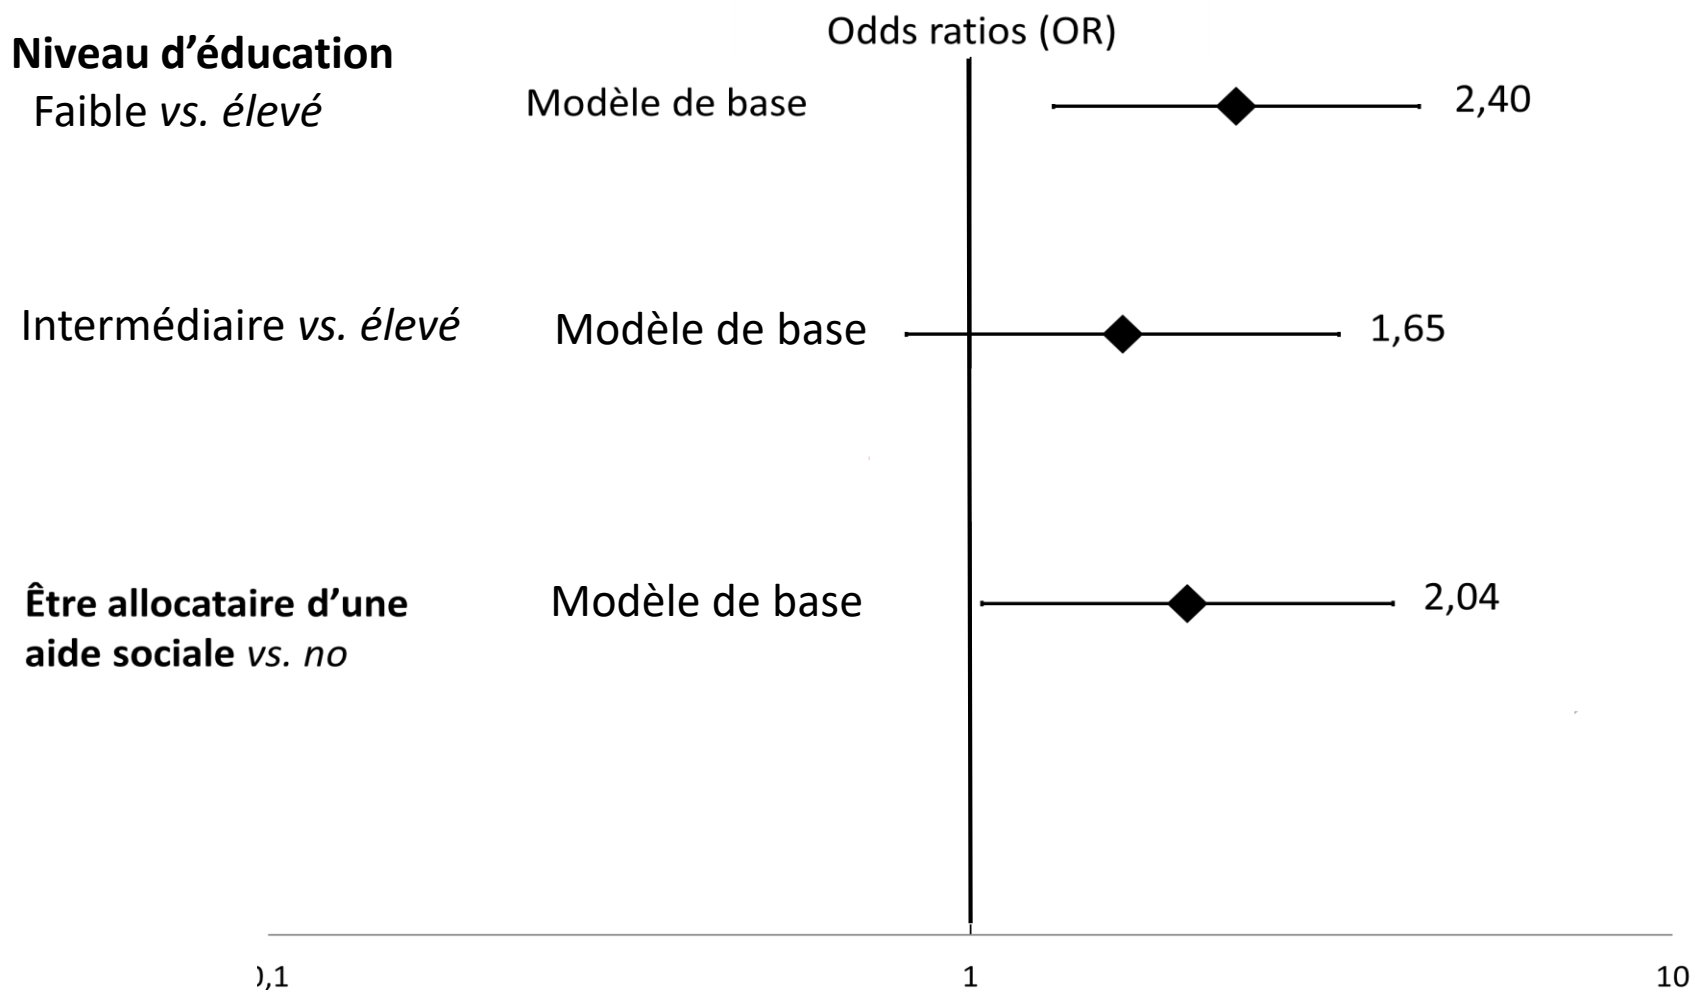 Odds ratios (OR)
Niveau d’éducation
Faible vs. élevé
Modèle de base
2,40
Intermédiaire vs. élevé
Modèle de base
1,65
Être allocataire d’une
aide sociale vs. no
Modèle de base
2,04
),1
1
10